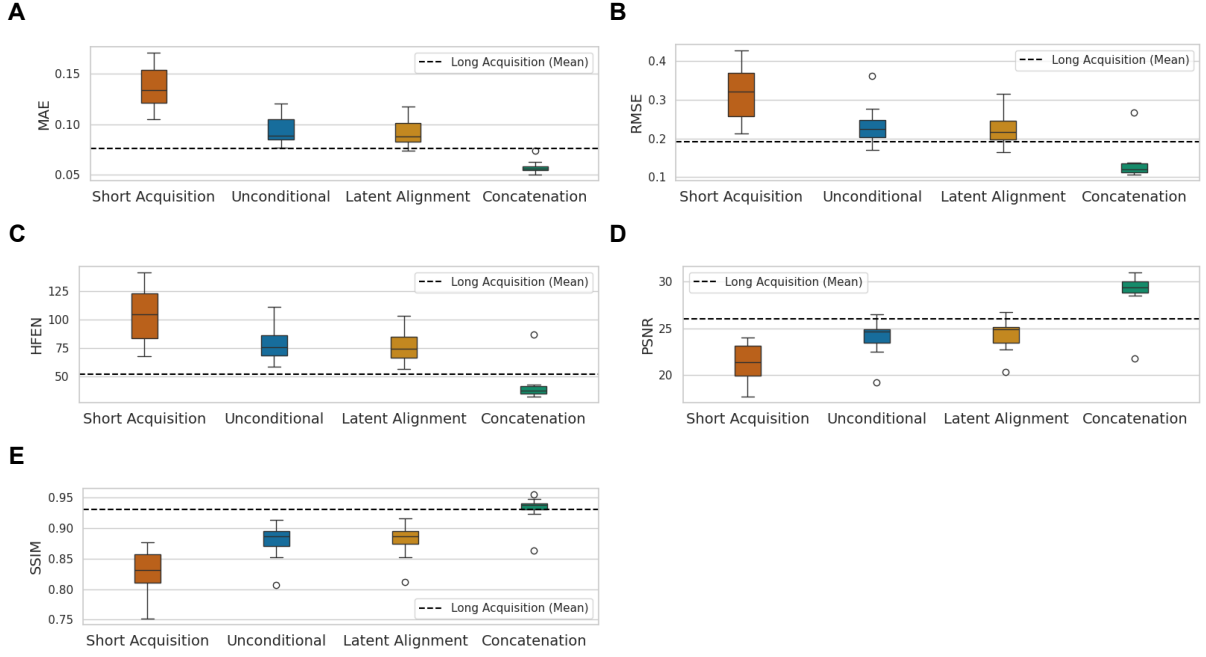 A
Long Acquisition (Mean)
0.15
0.10
0.05
MAE
Short Acquisition Unconditional Latent Alignment Concatenation
B
Long Acquisition (Mean)
0.4
0.3
0.2
0.1
RMSE
Short Acquisition Unconditional Latent Alignment Concatenation
C
Long Acquisition (Mean)
125
100
75
50
HFEN
Short Acquisition Unconditional Latent Alignment Concatenation
D
Long Acquisition (Mean)
30
25
20
PSNR
Short Acquisition Unconditional Latent Alignment Concatenation
E
0.95
0.90
0.85
0.80
0.75
SSIM
Long Acquisition (Mean)
Short Acquisition Unconditional Latent Alignment Concatenation